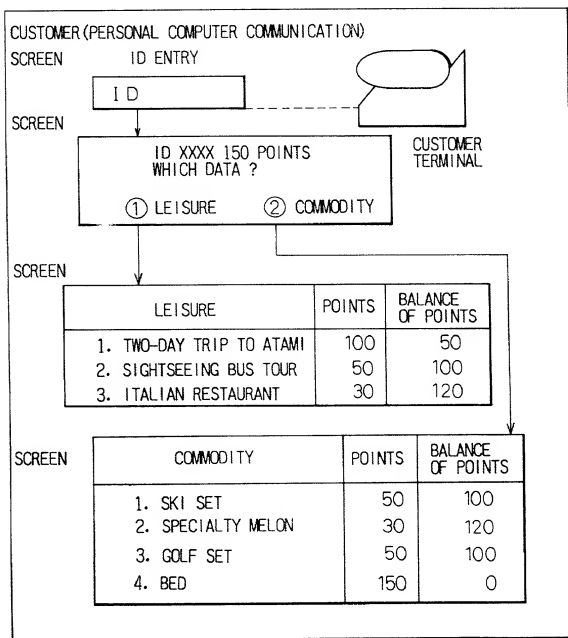 CUSTOMER (PERSONAL COMPUTER COMMUNICATION)
SCREEN ID ENTRY
ID
SCREEN
CUSTOMER
TERMINAL
ID XXXX 150 POINTS
WHICH DATA ?
① LEISURE ② COMMODITY
SCREEN
LEISURE POINTS BALANCE OF POINTS
1. TWO-DAY TRIP TO ATAMI 100 50
2. SIGHTSEEING BUS TOUR 50 100
3. ITALIAN RESTAURANT 30 120
SCREEN
COMMODITY POINTS BALANCE OF POINTS
1. SKI SET 50 100
2. SPECIALTY MELON 30 120
3. GOLF SET 50 100
4. BED 150 0